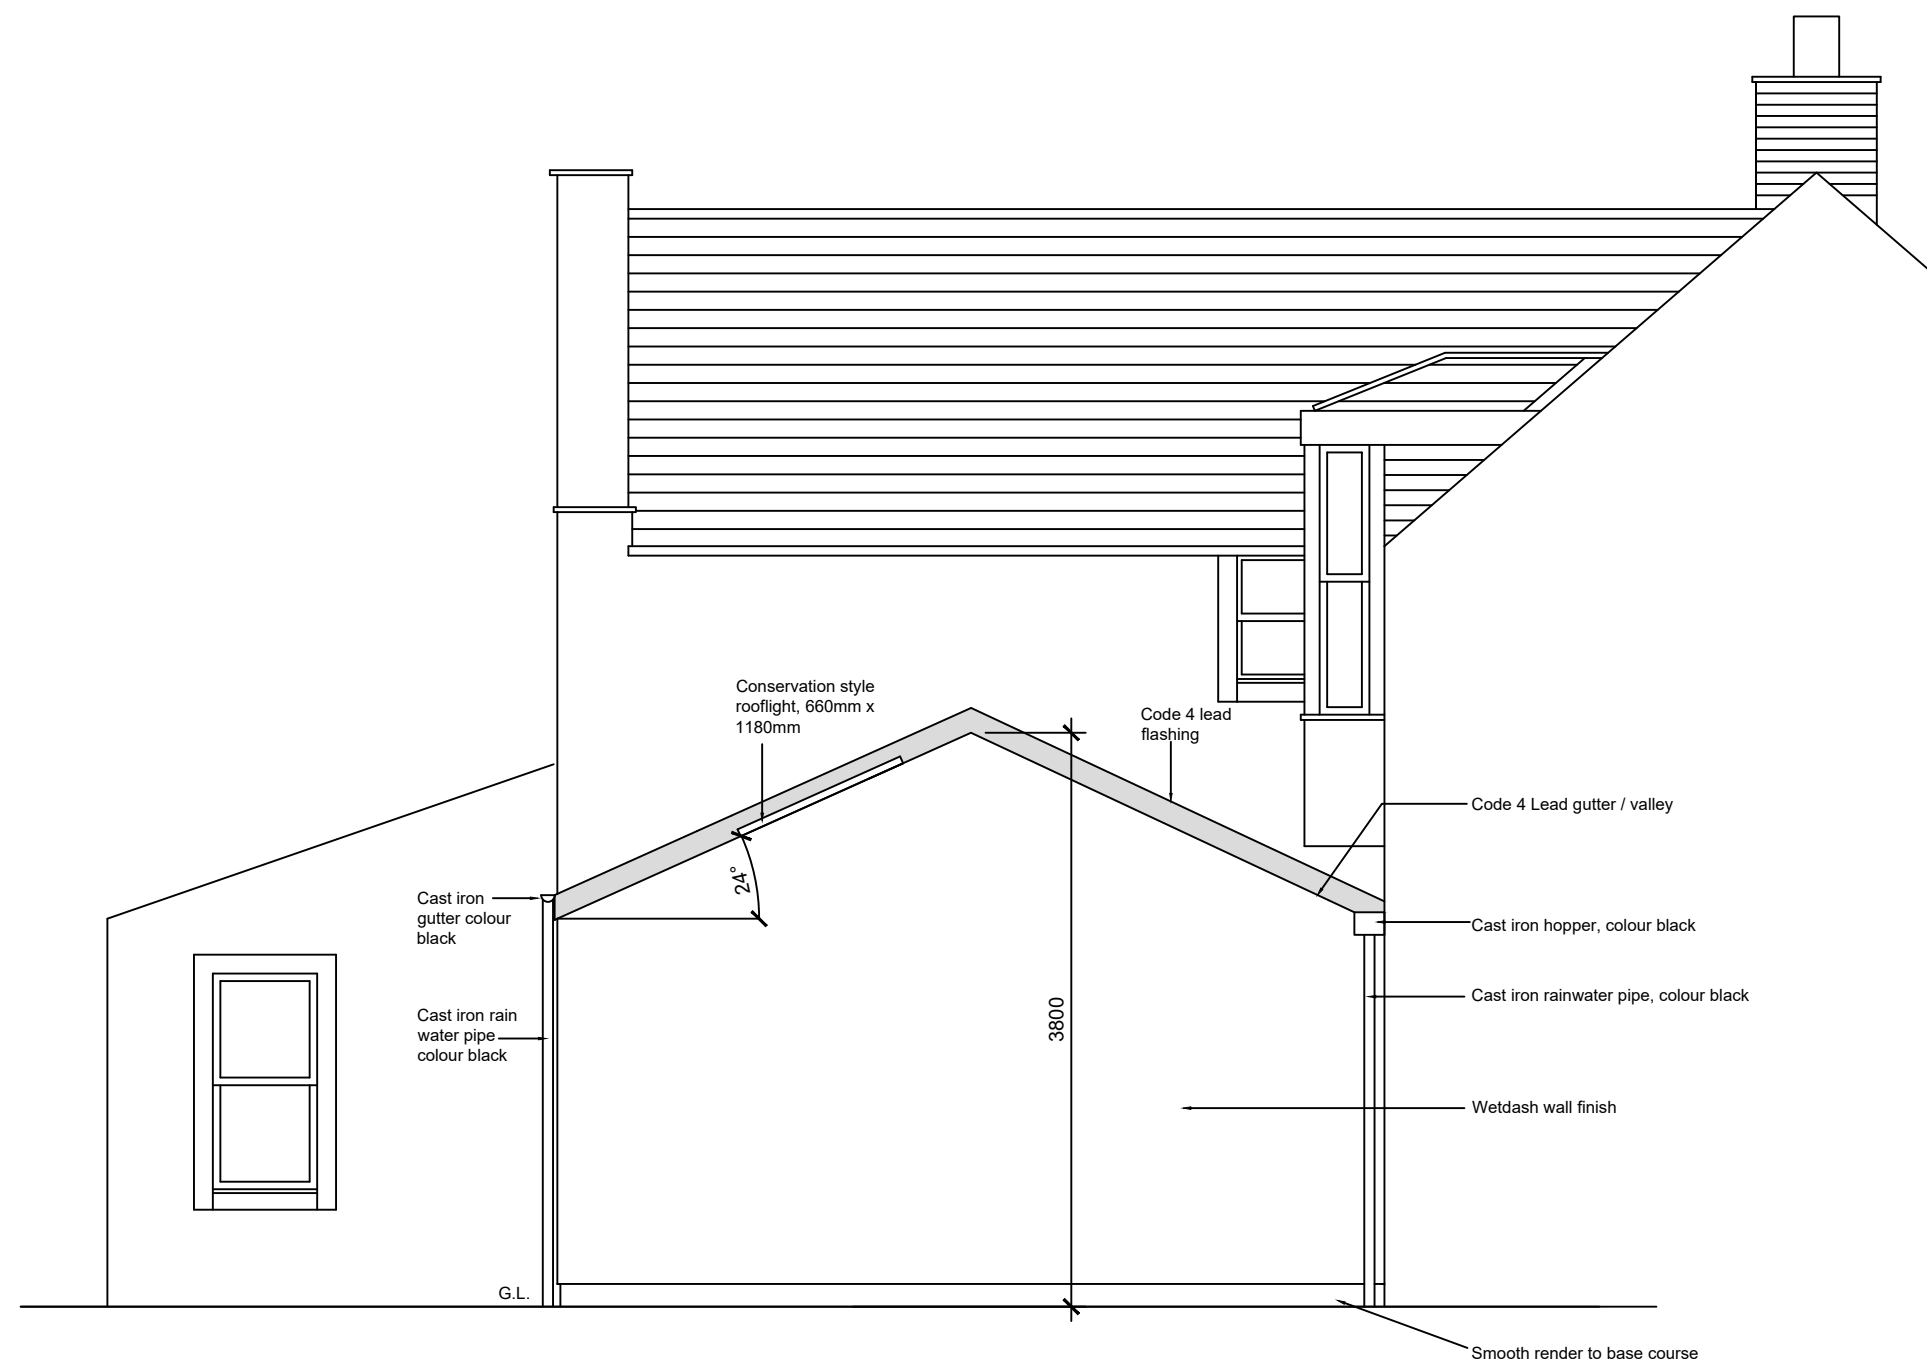 Conservation style
rooflight, 660mm x
1180mm
Code 4 lead
flashing
Code 4 Lead gutter / valley
24°
Cast iron
gutter colour
black
Cast iron hopper, colour black
Cast iron rainwater pipe, colour black
3800
Cast iron rain
water pipe
colour black
Wetdash wall finish
G.L.
Smooth render to base course